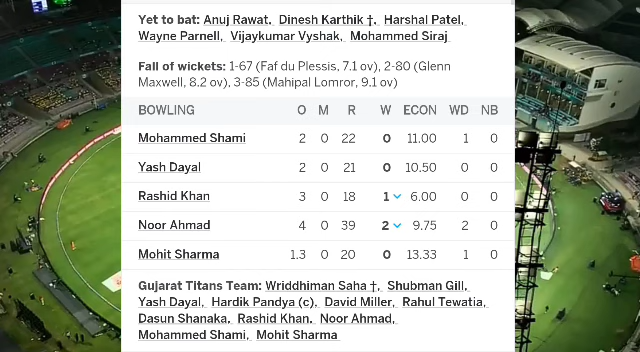 Yet to bat: Anuj Rawat, Dinesh Karthik †, Harshal Patel,
Wayne Parnell, Vijaykumar Vyshak, Mohammed Siraj
Fall of wickets: 1-67 (Faf du Plessis, 7.1 ov), 2-80 (Glenn
Maxwell, 8.2 ov), 3-85 (Mahipal Lomror, 9.1 ov)
BOWLING O M R W ECON WD NB
Mohammed Shami 2 0 22 0 11.00 1 0
Yash Dayal 2 0 21 0 10.50 0 0
Rashid Khan 3 0 18 1 6.00 0 0
Noor Ahmad 4 0 39 2 9.75 2 0
Mohit Sharma 1.3 0 20 0 13.33 1 0
Gujarat Titans Team: Wriddhiman Saha †, Shubman Gill,
Yash Dayal, Hardik Pandya (c), David Miller, Rahul Tewatia,
Dasun Shanaka, Rashid Khan, Noor Ahmad,
Mohammed Shami, Mohit Sharma